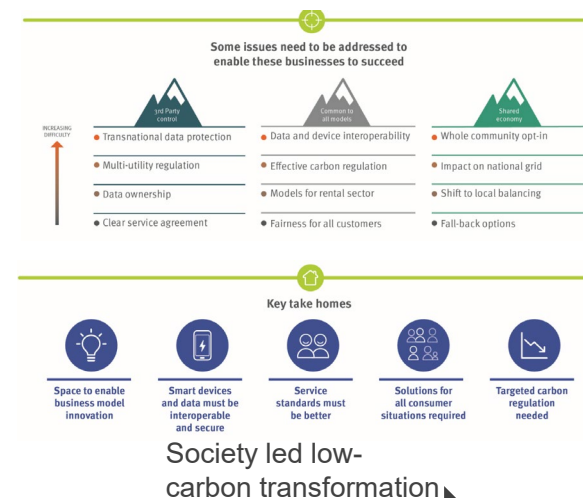 Some issues need to be addressed to
enable these businesses to succeed
3rd Party
control
Common to
all models
Shared
economy
INCREASING
DIFFICULTY
Transnational data protection
Multi-utility regulation
Data ownership
Clear service agreement
Data and device interoperability
Effective carbon regulation
Models for rental sector
Fairness for all customers
Whole community opt-in
Impact on national grid
Shift to local balancing
Fall-back options
Key take homes
Space to enable
business model
innovation
Smart devices
and data must be
interoperable
and secure
Service
standards must
be better
Solutions for
all consumer
situations required
Targeted carbon
regulation
needed
Society led low-
carbon transformation